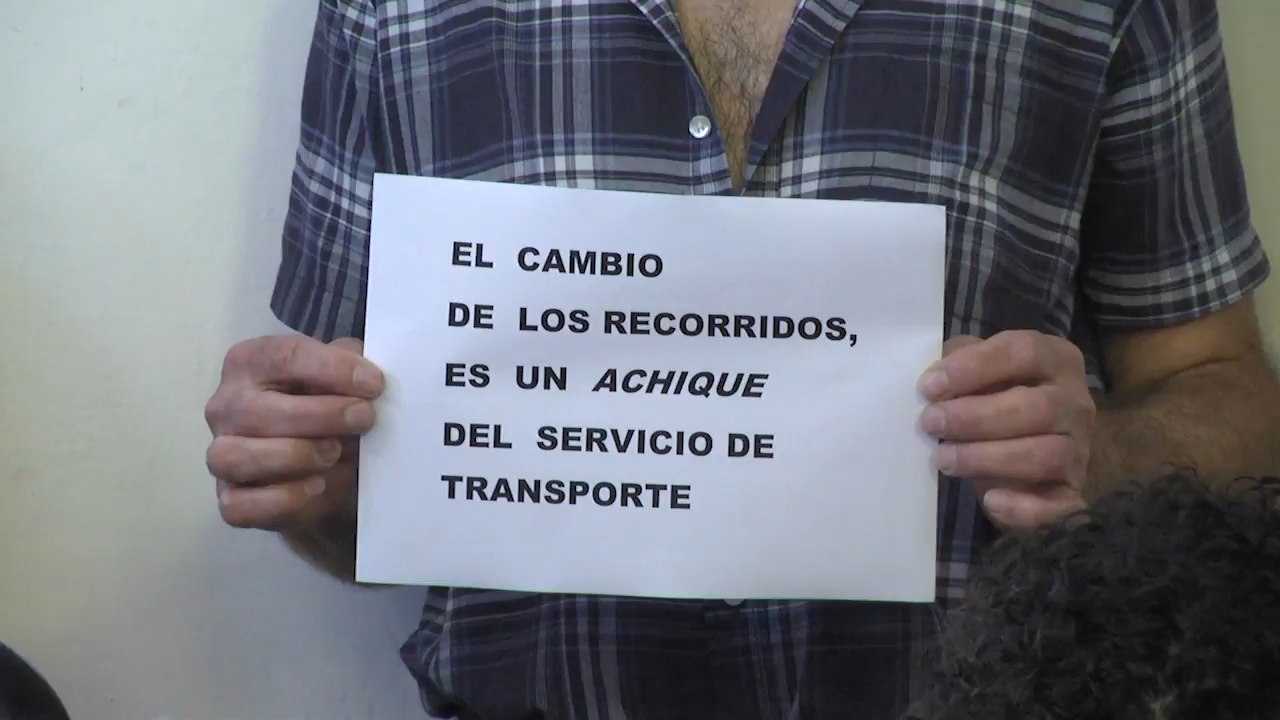 EL CAMBIO
DE LOS RECORRIDOS,
ES UN ACHIQUE
DEL SERVICIO DE
TRANSPORTE